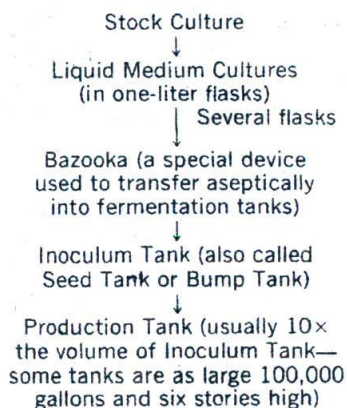 Stock Culture
Liquid Medium Cultures
(in one-liter flasks)
Several flasks
Bazooka (a special device
used to transfer aseptically
into fermentation tanks)
Inoculum Tank (also called
Seed Tank or Bump Tank)
Production Tank (usually 10×
the volume of Inoculum Tank—
some tanks are as large 100,000
gallons and six stories high)